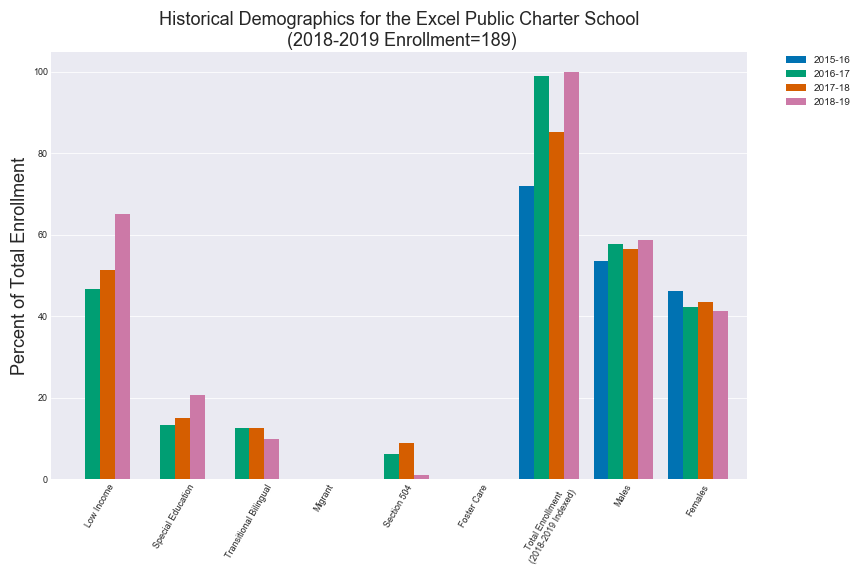 Historical Demographics for the Excel Public Charter School
(2018-2019 Enrollment=189)
2015-16
2016-17
2017-18
2018-19
Percent of Total Enrollment
100
80
60
40
20
0
Low Income
Special Education
Transitional Bilingual
Migrant
Section 504
Foster Care
Total Enrollment
(2018-2019 Indexed)
Males
Females